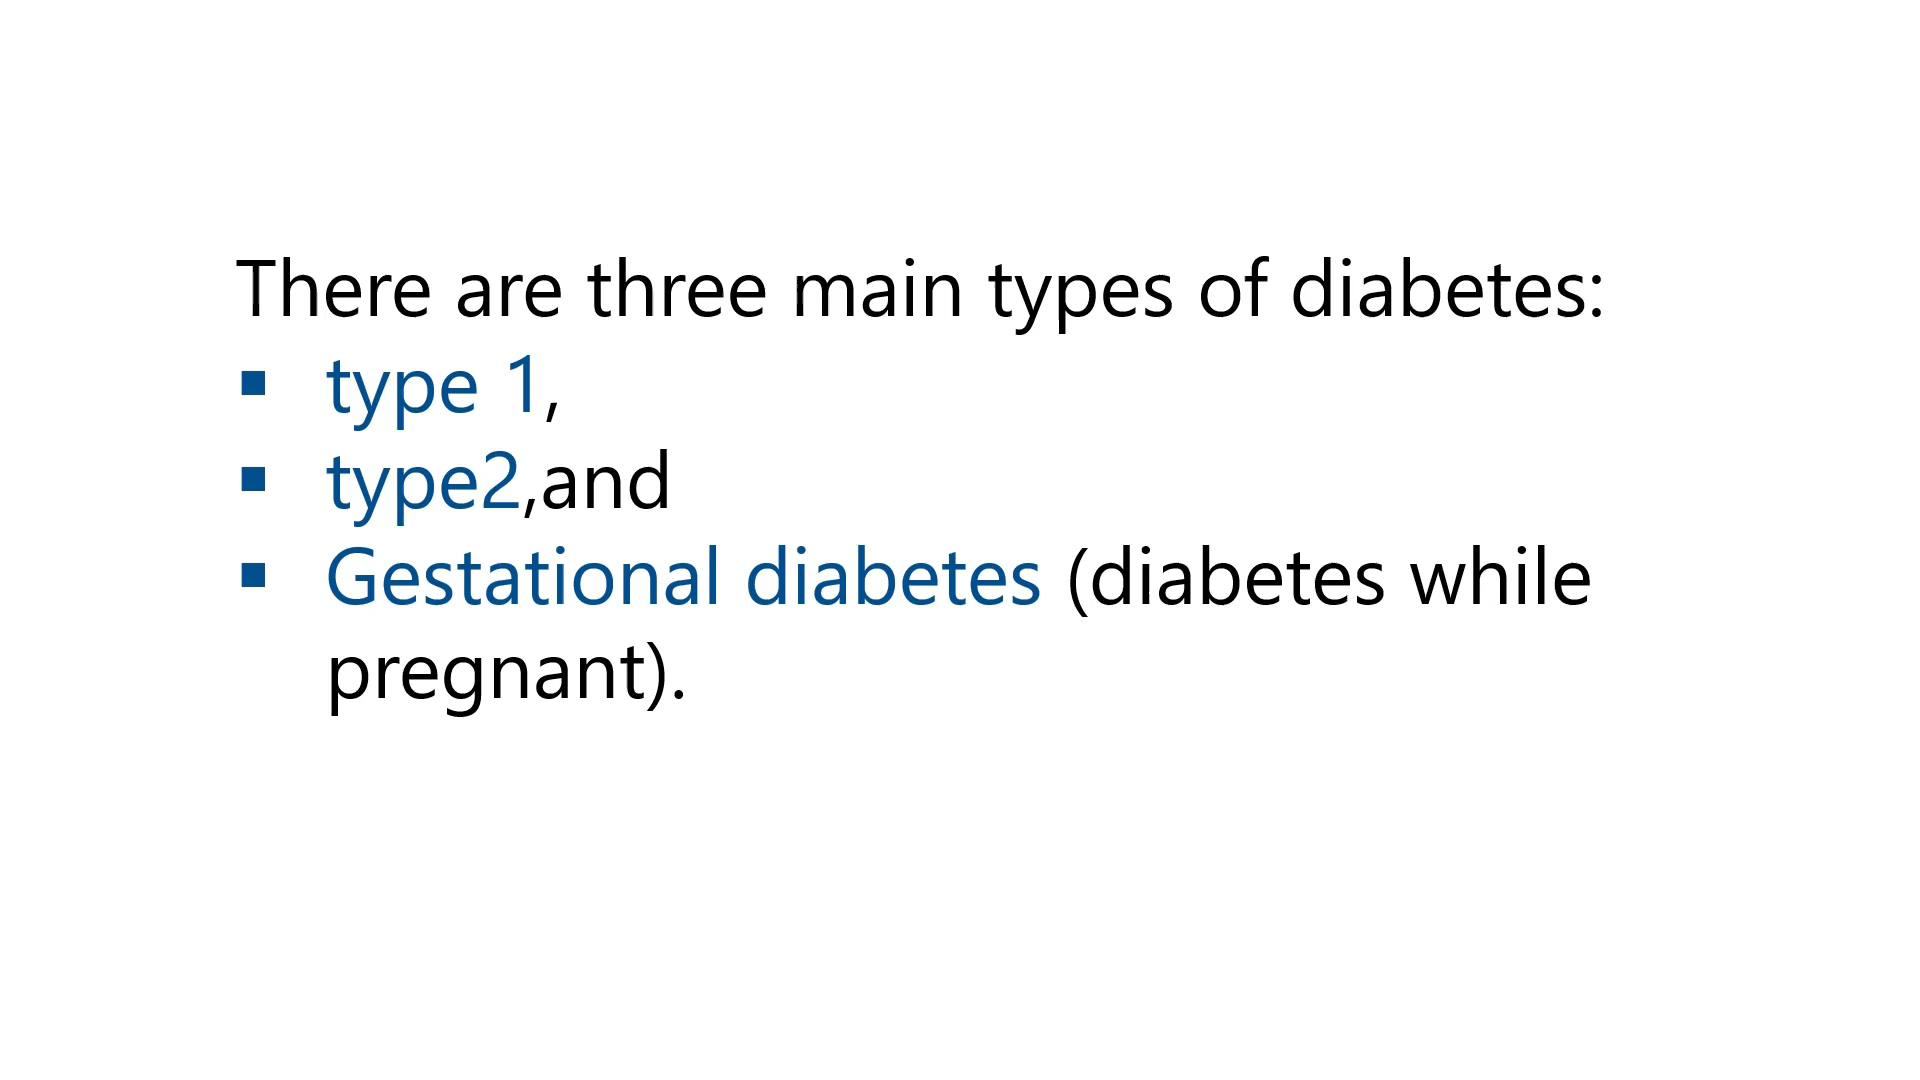 There are three main types of diabetes:
▪ type 1,
▪ type2,and
▪ Gestational diabetes (diabetes while
pregnant).